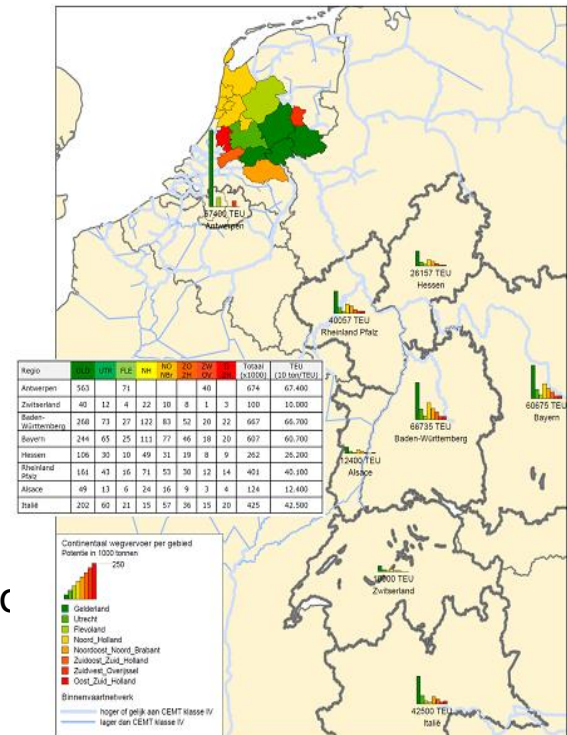 67400 TEU
Antwerpen
26157 TEU
Hessen
40057 TEU
Rheinland Pfalz
60675 TEU
Bayern
66735 TEU
Baden-Württemberg
12400 TEU
Alsace
TEU
Zwitserland
42500 TEU
Italië
Regio GLD UTR FLE NH NO NBr ZO ZH ZW OV Totaal (x1000) TEU (10 ton/TEU)
Antwerpen 563 71 40 674 67.400
Zwitserland 40 12 4 22 10 8 1 3 100 10.000
Baden-Württemberg 268 73 27 122 83 52 20 22 667 66.700
Bayern 244 65 25 111 77 46 18 20 607 60.700
Hessen 106 30 10 49 31 19 8 9 262 26.200
Rheinland Pfalz 161 43 16 71 53 30 12 14 401 40.100
Alsace 49 13 6 24 16 9 3 4 124 12.400
Italië 202 60 21 15 57 36 15 20 425 42.500
Continentaal wegvervoer per gebied
Potentie in 1000 tonnen
250
Gelderland
Utrecht
Flevoland
Noord_Holland
Noordoost_Noord_Brabant
Zuidoost_Zuid_Holland
Zuidwest_Overijssel
Oost_Zuid_Holland
Binnenvaartnetwerk
hoger of gelijk aan CEMT klasse IV
lager dan CEMT klasse IV